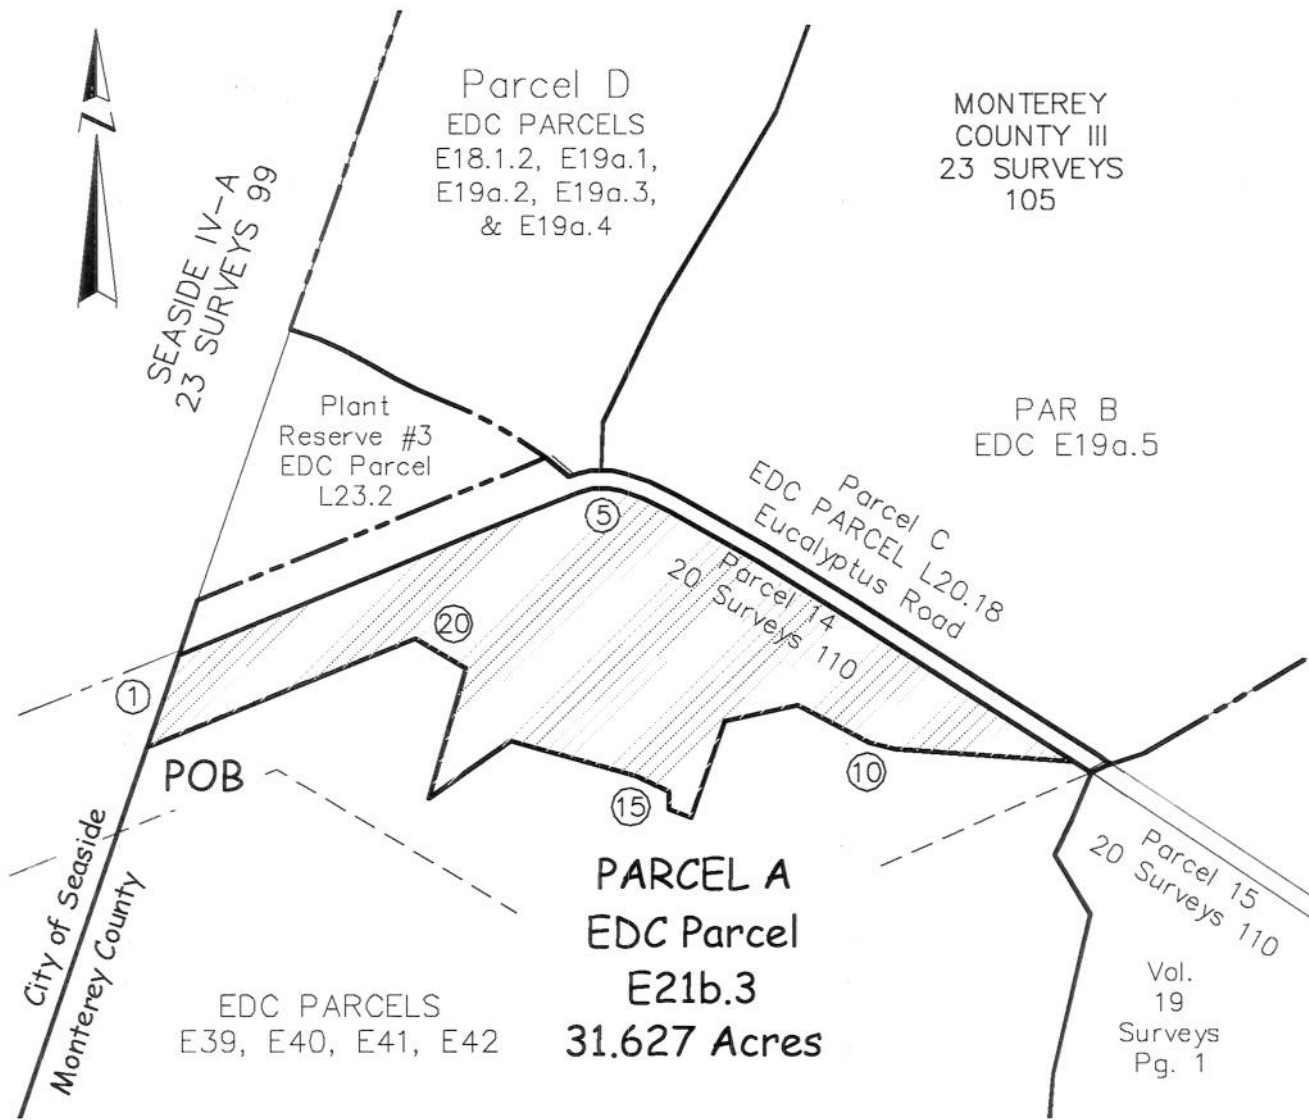 Parcel D
EDC PARCELS
E18.1.2, E19a.1,
E19a.2, E19a.3,
& E19a.4
MONTEREY
COUNTY III
23 SURVEYS
105
SEASIDE IV-A
23 SURVEYS 99
Plant
Reserve #3
EDC Parcel
L23.2
PAR B
EDC E19a.5
Parcel C
EDC PARCEL L20.18
Eucalyptus Road
5
Parcel 14
20 Surveys 110
20
1
POB
10
15
PARCEL A
EDC Parcel
E21b.3
31.627 Acres
Parcel 15
20 Surveys 110
City of Seaside
Monterey County
EDC PARCELS
E39, E40, E41, E42
Vol.
19
Surveys
Pg. 1